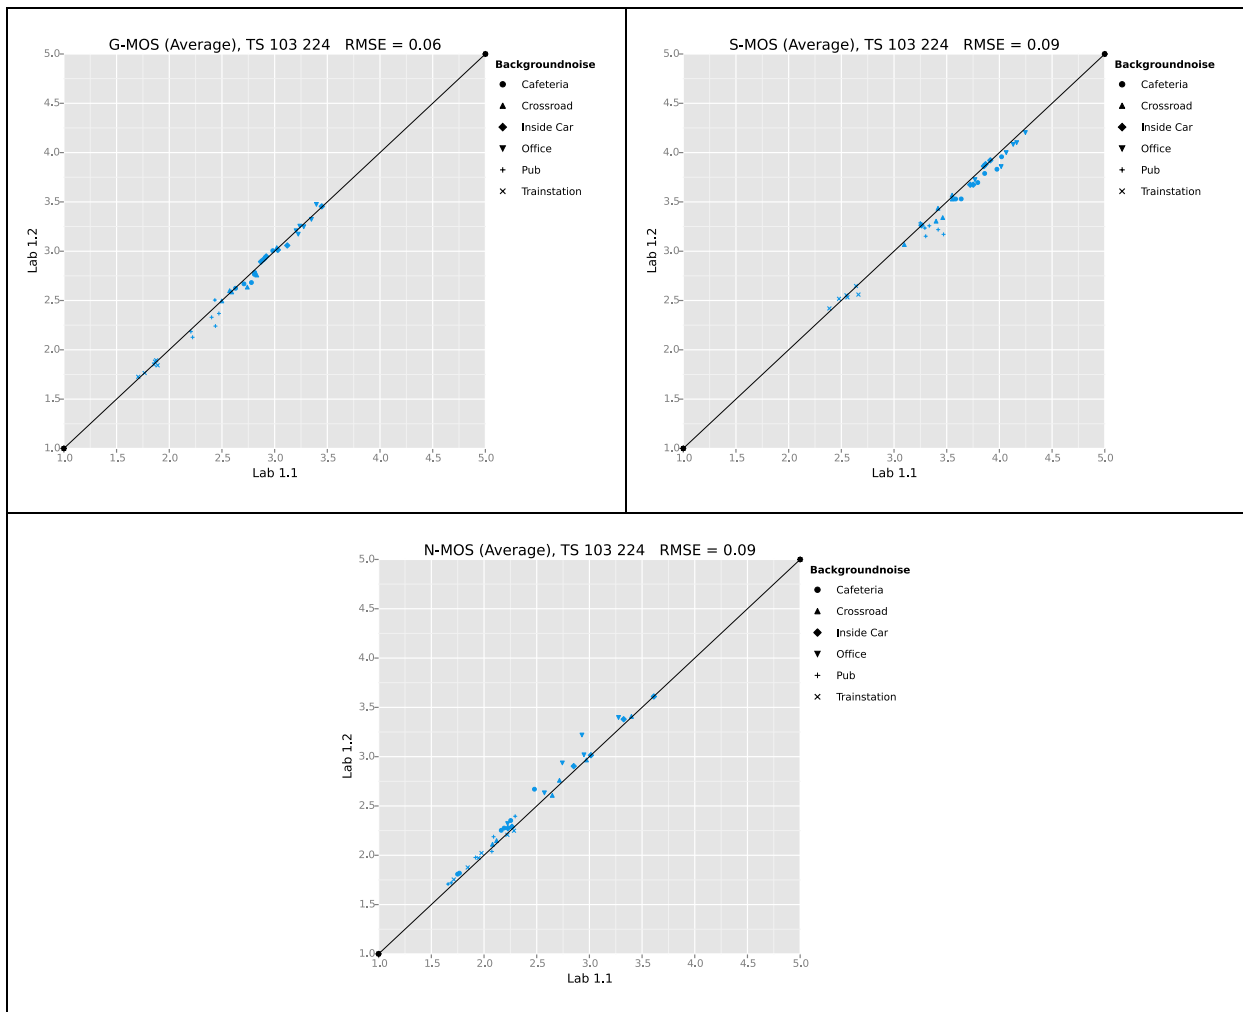 G-MOS (Average), TS 103 224 RMSE = 0.06
5.0
4.5
4.0
3.5
3.0
2.5
2.0
1.5
1.0
Lab 1.2
1.0 1.5 2.0 2.5 3.0 3.5 4.0 4.5 5.0
Lab 1.1
Backgroundnoise
Cafeteria
Crossroad
Inside Car
Office
Pub
Trainstation
S-MOS (Average), TS 103 224 RMSE = 0.09
5.0
4.5
4.0
3.5
3.0
2.5
2.0
1.5
1.0
Lab 1.2
1.0 1.5 2.0 2.5 3.0 3.5 4.0 4.5 5.0
Lab 1.1
Backgroundnoise
Cafeteria
Crossroad
Inside Car
Office
Pub
Trainstation
N-MOS (Average), TS 103 224 RMSE = 0.09
5.0
4.5
4.0
3.5
3.0
2.5
2.0
1.5
1.0
Lab 1.2
1.0 1.5 2.0 2.5 3.0 3.5 4.0 4.5 5.0
Lab 1.1
Backgroundnoise
Cafeteria
Crossroad
Inside Car
Office
Pub
Trainstation